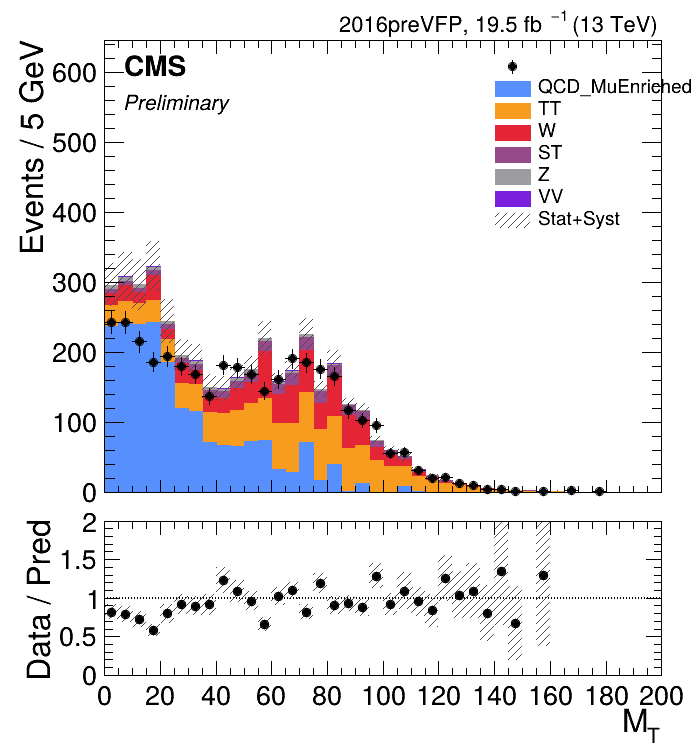 2016preVFP, 19.5 fb⁻¹ (13 TeV)
CMS
Preliminary
QCD_MuEnriched
TT
W
ST
Z
VV
Stat+Syst
Events / 5 GeV
600
500
400
300
200
100
0
Data / Pred
2
1.5
1
0.5
0
0 20 40 60 80 100 120 140 160 180 200
M_T